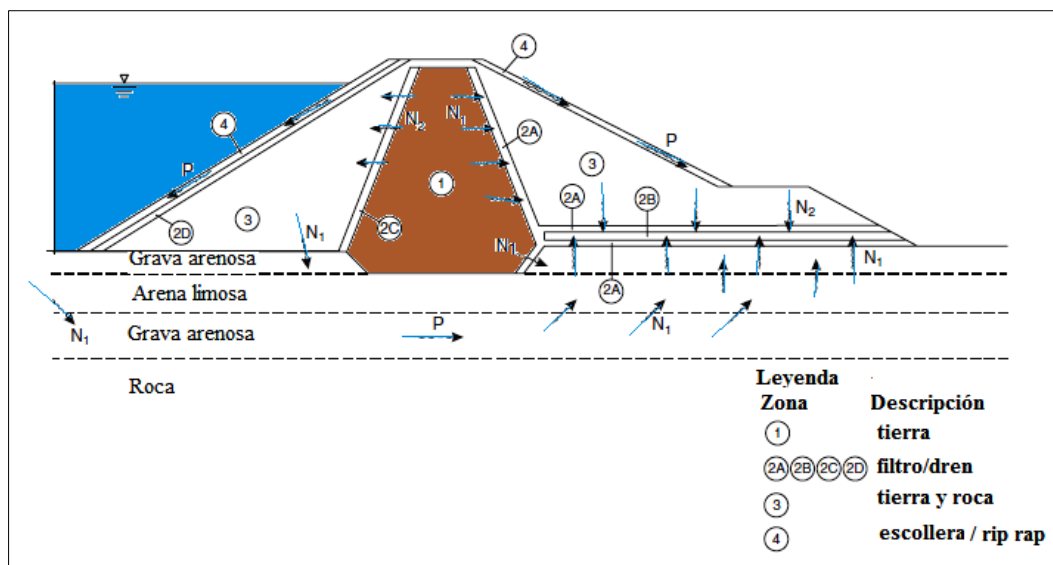 4
4
P
N₂
N₁
2A
P
1
3
2D
3
N₁
2C
2A
2B
N₂
N₁
N₁
2A
Grava arenosa
Arena limosa
N₁
Grava arenosa
P
N₁
Roca
Leyenda
Zona Descripción
1 tierra
2A 2B 2C 2D filtro/dren
3 tierra y roca
4 escollera / rip rap